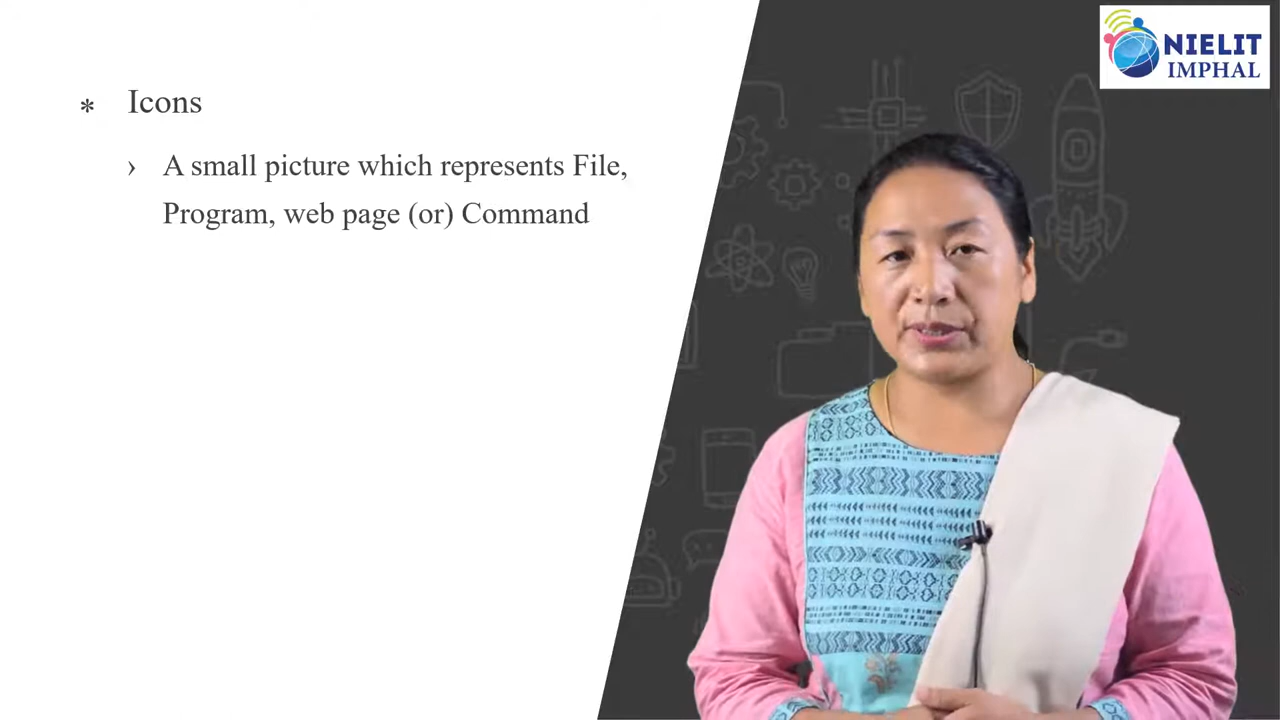 NIELIT
IMPHAL
* Icons
› A small picture which represents File,
Program, web page (or) Command